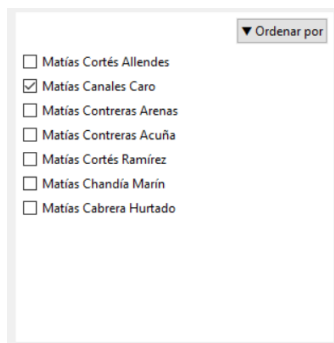 ▼ Ordenar por
Matías Cortés Allendes
Matías Canales Caro
Matías Contreras Arenas
Matías Contreras Acuña
Matías Cortés Ramírez
Matías Chandía Marín
Matías Cabrera Hurtado